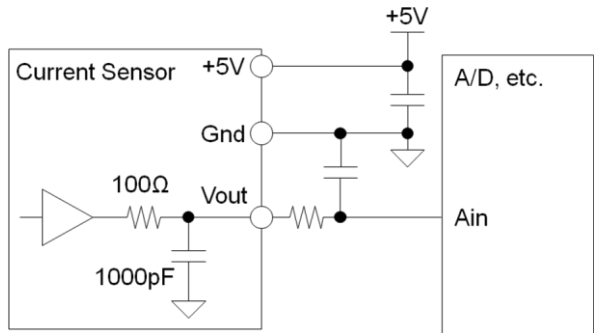 +5V
Current Sensor
+5V
A/D, etc.
Gnd
100Ω
Vout
Ain
1000pF